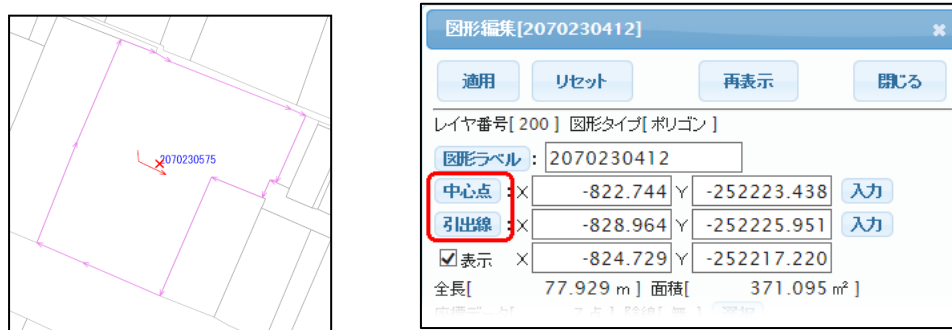 2070230575
図形編集[2070230412]
適用 リセット 再表示 閉じる
レイヤ番号[ 200 ] 図形タイプ[ ポリゴン ]
図形ラベル : 2070230412
中心点 : X -822.744 Y -252223.438 入力
引出線 : X -828.964 Y -252225.951 入力
表示 X -824.729 Y -252217.220
全長[ 77.929 m ] 面積[ 371.095 ㎡ ]